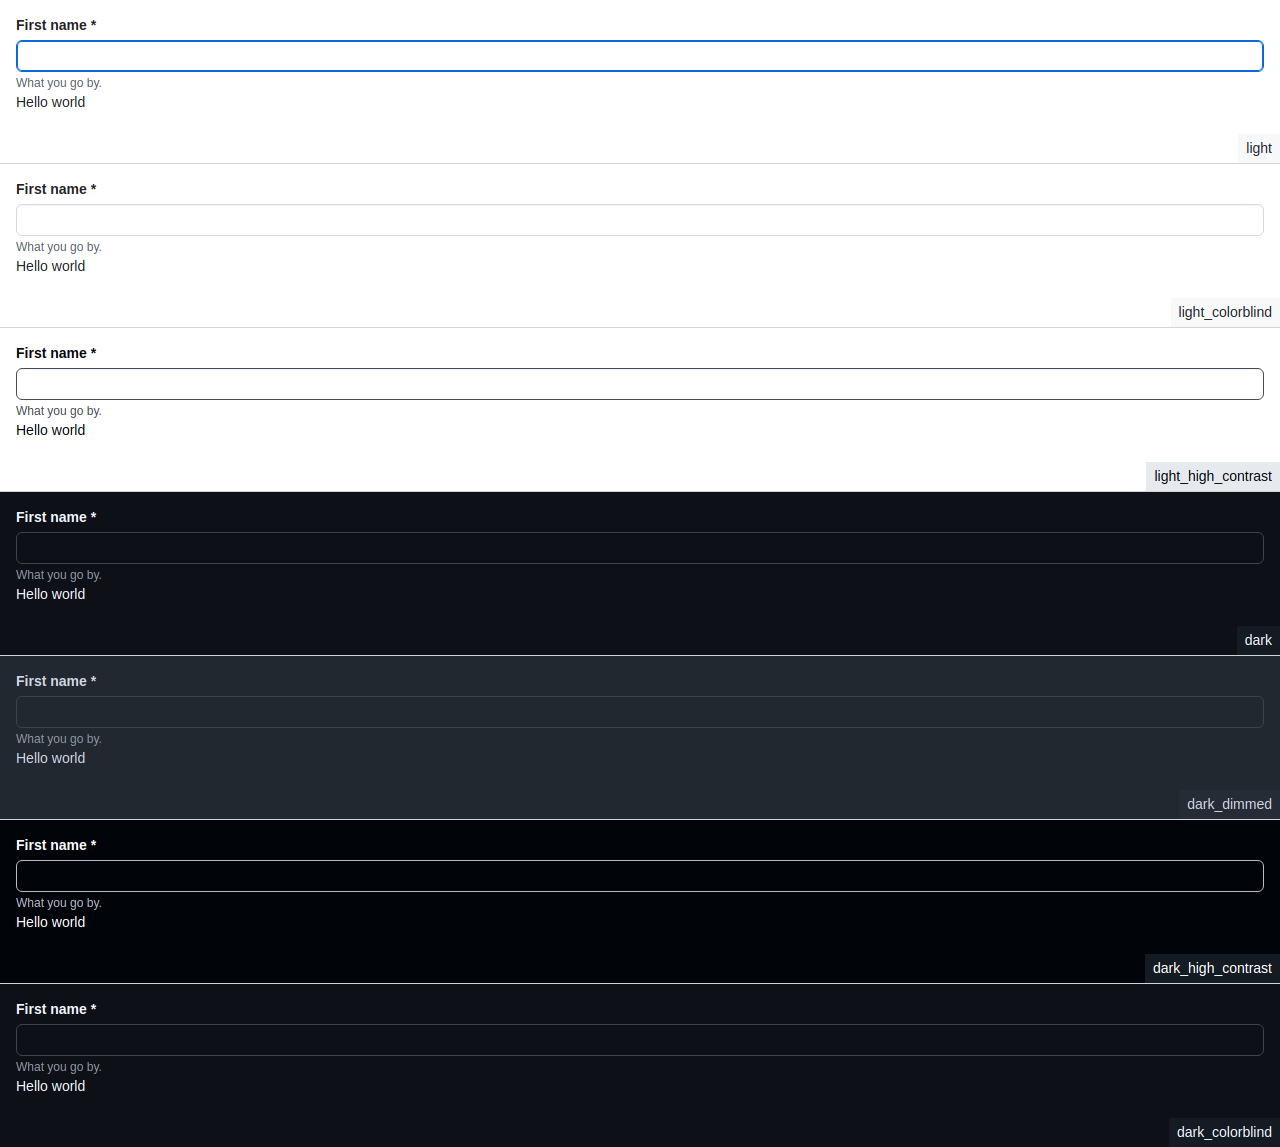 First name *
What you go by.
Hello world
light
First name *
What you go by.
Hello world
light_colorblind
First name *
What you go by.
Hello world
light_high_contrast
First name *
What you go by.
Hello world
dark
First name *
What you go by.
Hello world
dark_dimmed
First name *
What you go by.
Hello world
dark_high_contrast
First name *
What you go by.
Hello world
dark_colorblind